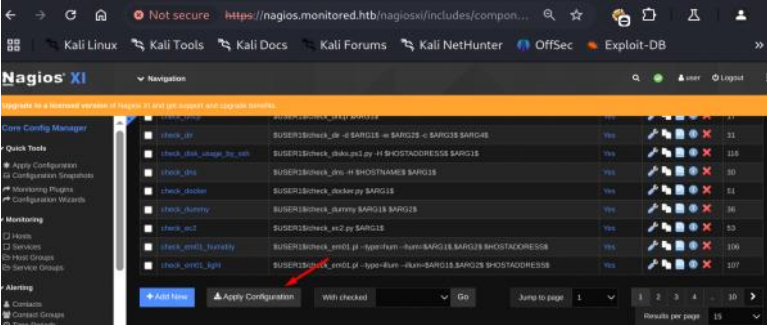 Not secure https://nagios.monitored.htb/nagiosxi/includes/compon...
Kali Linux Kali Tools Kali Docs Kali Forums Kali NetHunter OffSec Exploit-DB »
Nagios® XI Navigation user Logout
Upgrade to a licensed version of Nagios XI and get support and upgrade benefits.
Core Config Manager
Quick Tools
Apply Configuration
Configuration Snapshots
Monitoring Plugins
Configuration Wizards
Monitoring
Hosts
Services
Host Groups
Service Groups
Alerting
Contacts
Contact Groups
Time Periods
check_dhcp $USER1$/check_dhcp $ARG1$ Yes 27
check_dir $USER1$/check_dir -d $ARG1$ -w $ARG2$ -c $ARG3$ $ARG4$ Yes 31
check_disk_usage_by_ssh $USER1$/check_disks.ps1.py -H $HOSTADDRESS$ $ARG1$ Yes 116
check_dns $USER1$/check_dns -H $HOSTNAME$ $ARG1$ Yes 30
check_docker $USER1$/check_docker.py $ARG1$ Yes 51
check_dummy $USER1$/check_dummy $ARG1$ $ARG2$ Yes 36
check_ec2 $USER1$/check_ec2.py $ARG1$ Yes 53
check_em01_humidity $USER1$/check_em01.pl --type=hum --hum=$ARG1$,$ARG2$ $HOSTADDRESS$ Yes 106
check_em01_light $USER1$/check_em01.pl --type=illum --illum=$ARG1$,$ARG2$ $HOSTADDRESS$ Yes 107
Add New Apply Configuration With checked Go Jump to page 1 1 2 3 4 .. 10
Results per page 15